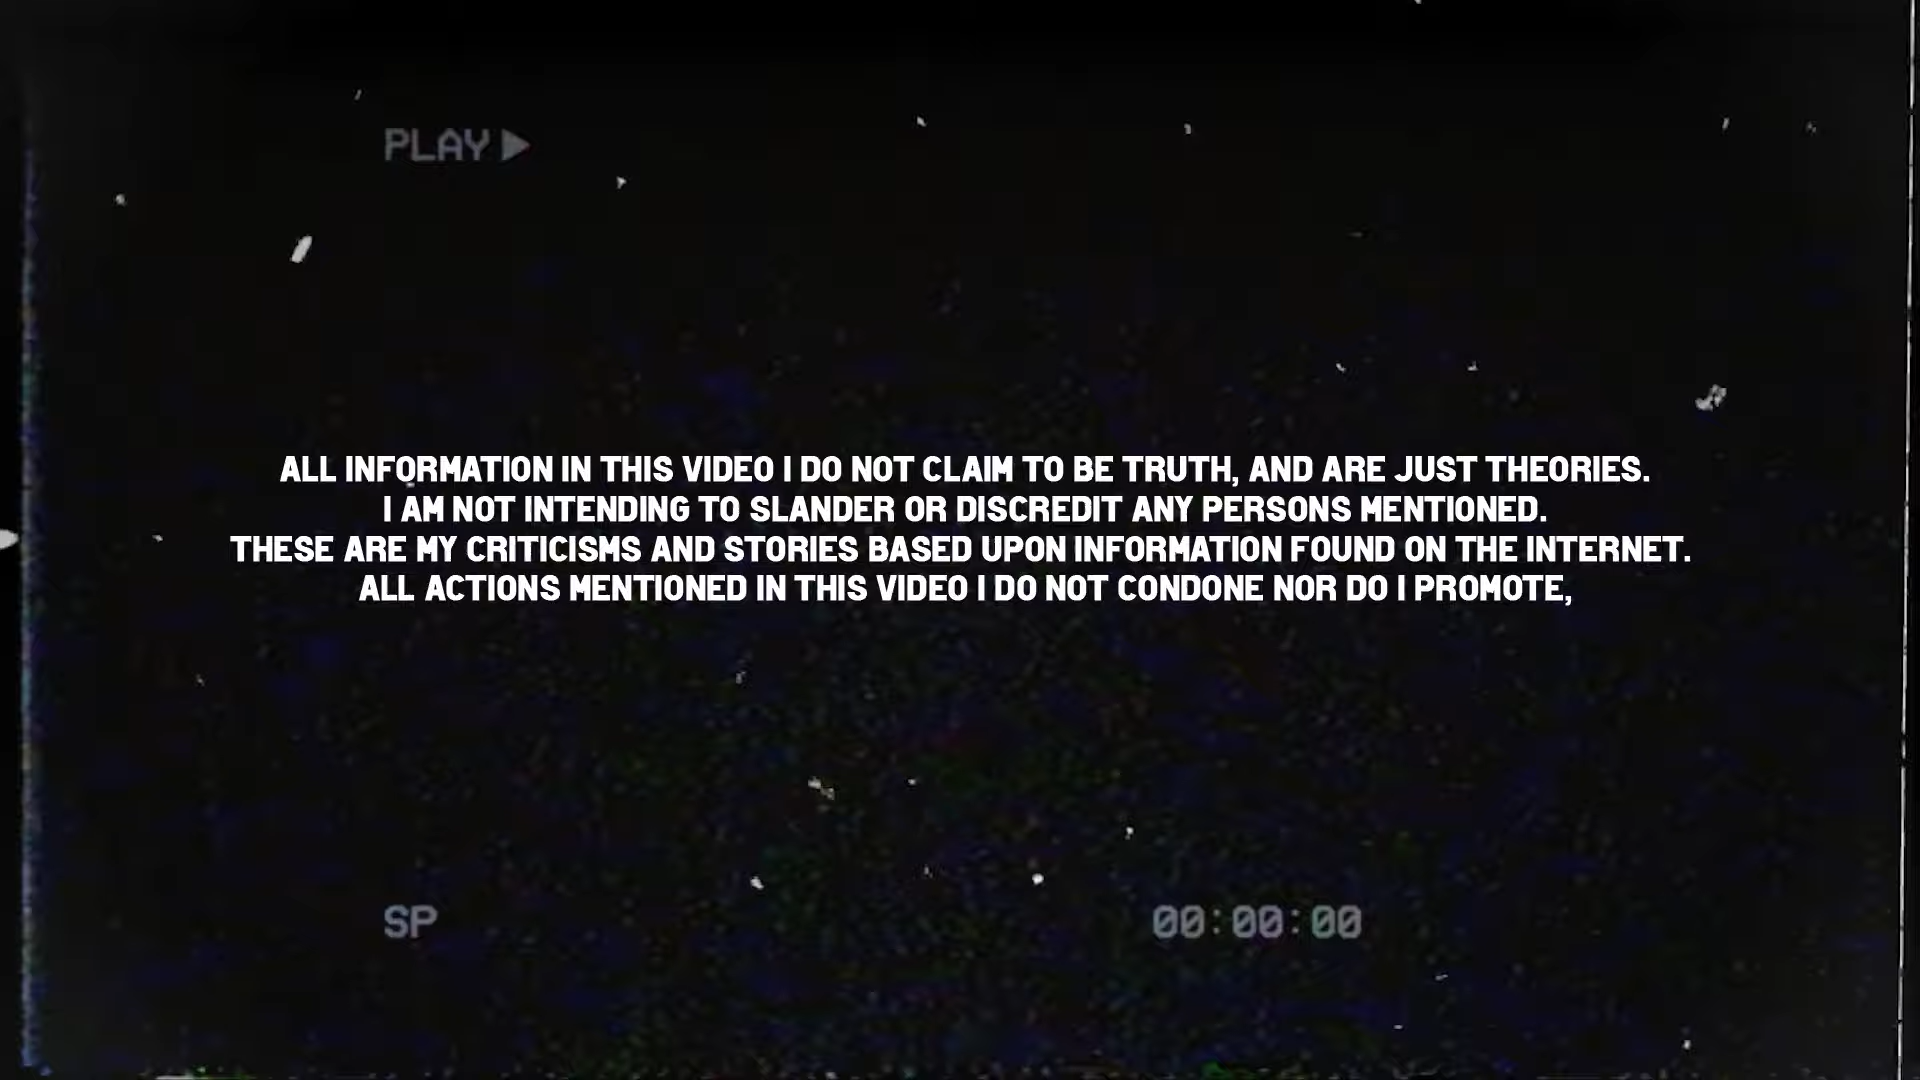 PLAY
ALL INFORMATION IN THIS VIDEO I DO NOT CLAIM TO BE TRUTH, AND ARE JUST THEORIES.
I AM NOT INTENDING TO SLANDER OR DISCREDIT ANY PERSONS MENTIONED.
THESE ARE MY CRITICISMS AND STORIES BASED UPON INFORMATION FOUND ON THE INTERNET.
ALL ACTIONS MENTIONED IN THIS VIDEO I DO NOT CONDONE NOR DO I PROMOTE,
SP
00:00:00